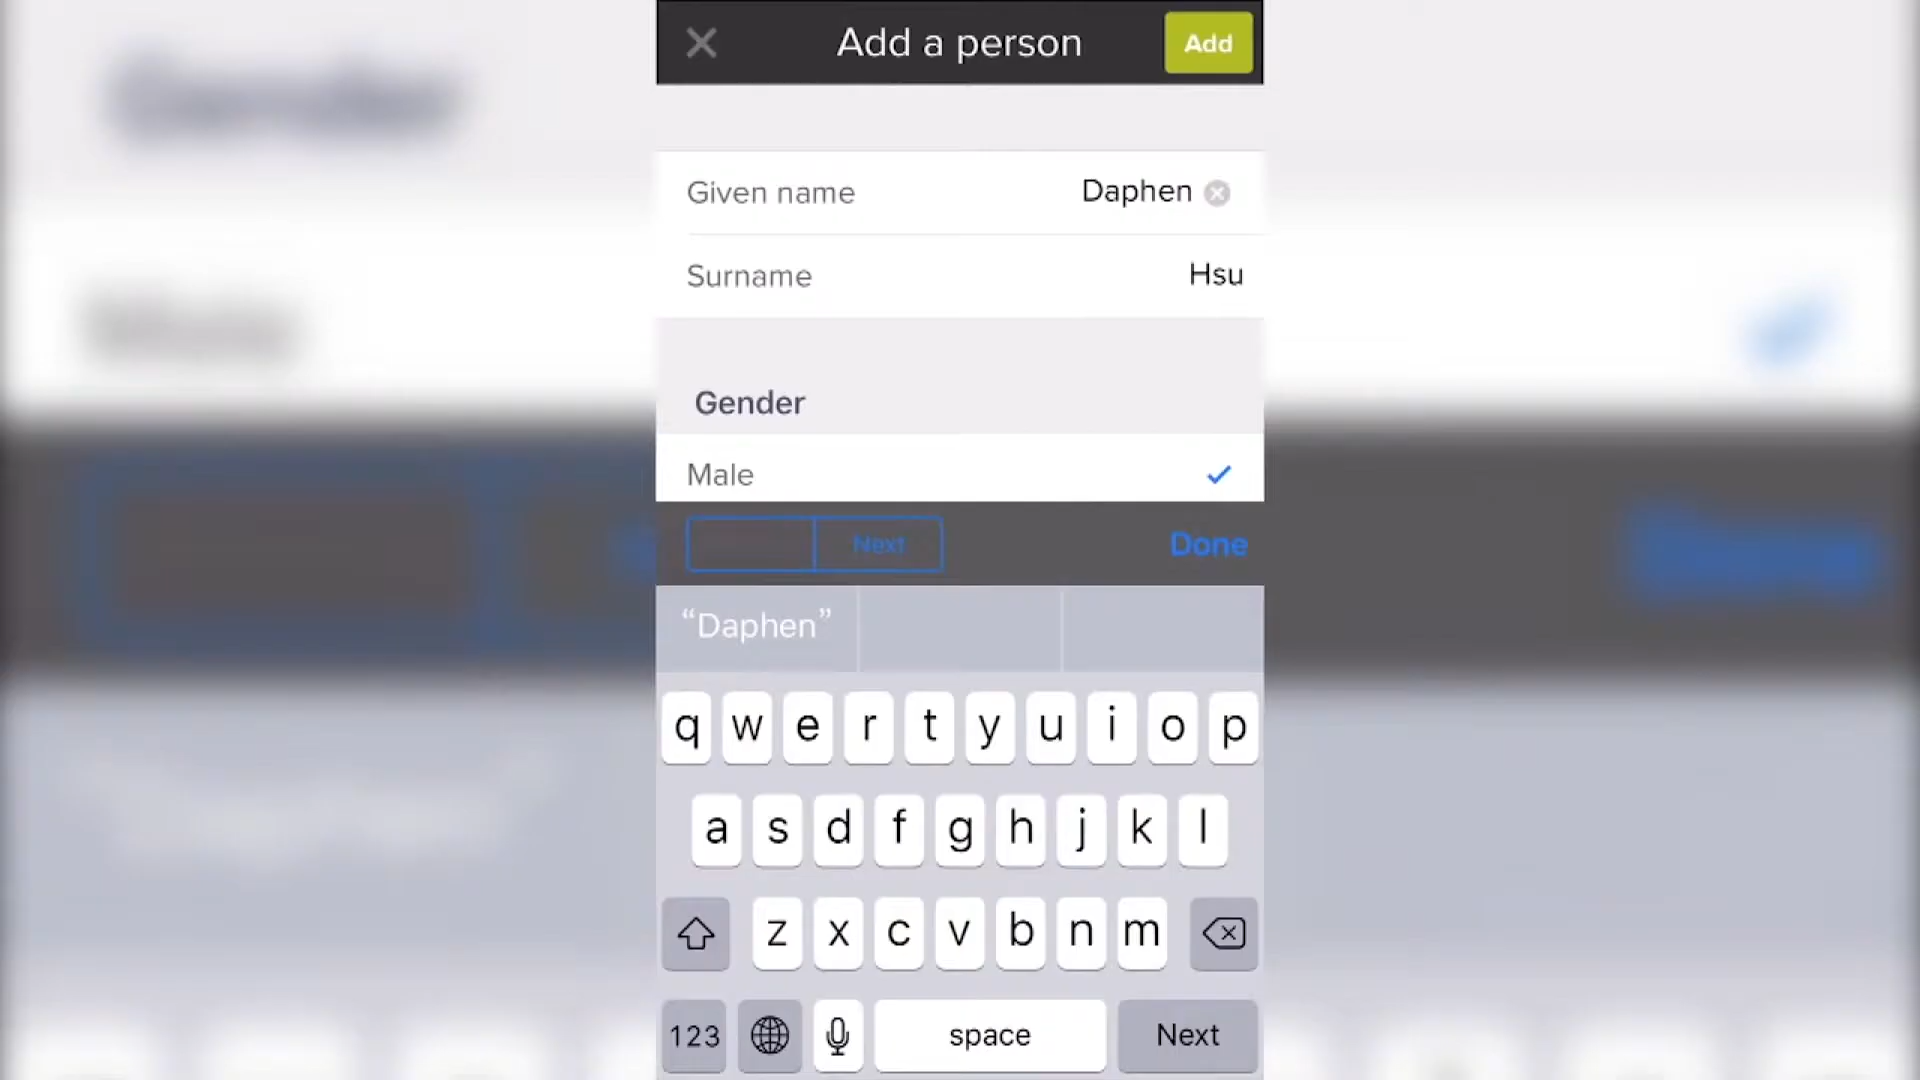 Add a person
Add
Given name Daphen
Surname Hsu
Gender
Male
Next Done
“Daphen”
q w e r t y u i o p
a s d f g h j k l
z x c v b n m
123 space Next